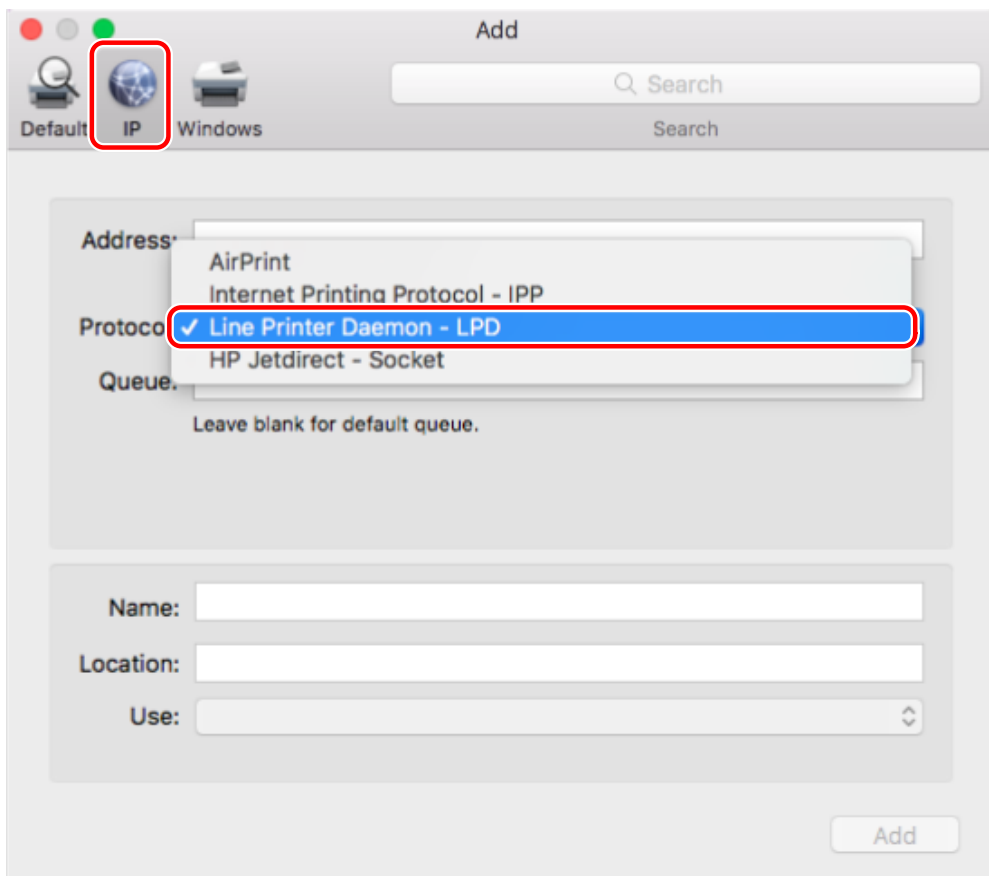 Add
Search
Default IP Windows Search
Address:
AirPrint
Internet Printing Protocol - IPP
Protoco ✓ Line Printer Daemon - LPD
HP Jetdirect - Socket
Queue:
Leave blank for default queue.
Name:
Location:
Use:
Add